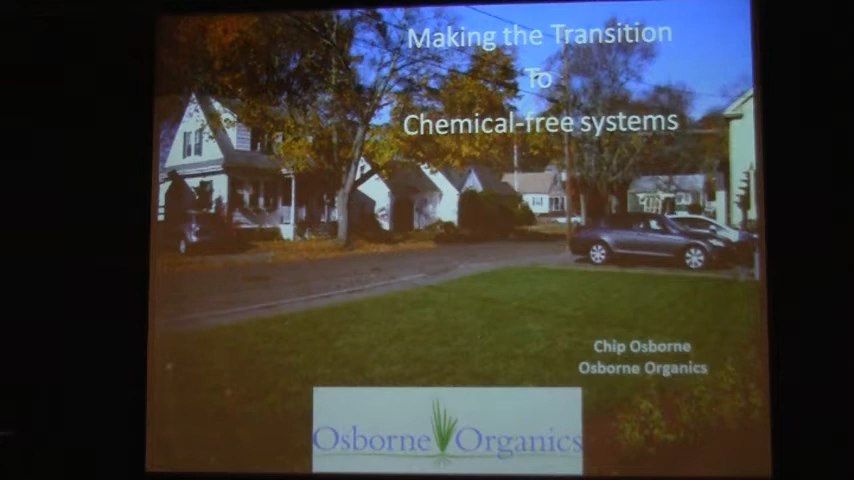 Making the Transition
To
Chemical-free systems
Chip Osborne
Osborne Organics
Osborne Organics